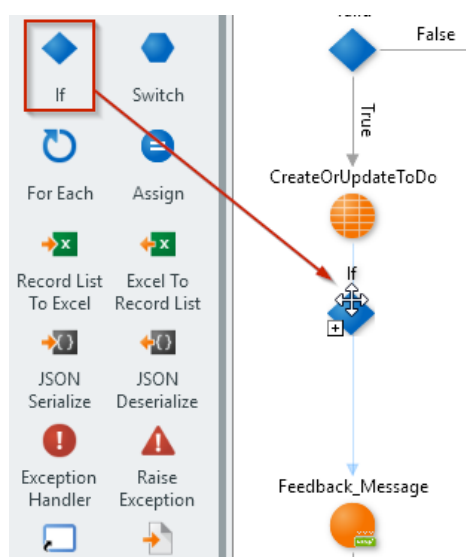 If
Switch
For Each
Assign
Record List
To Excel
Excel To
Record List
JSON
Serialize
JSON
Deserialize
Exception
Handler
Raise
Exception
False
True
CreateOrUpdateToDo
If
Feedback_Message